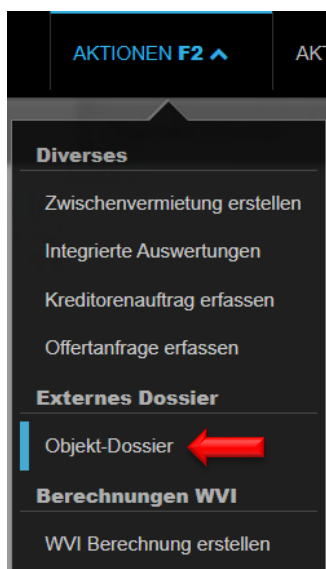 AKTIONEN F2
AKT
Diverses
Zwischenvermietung erstellen
Integrierte Auswertungen
Kreditorenauftrag erfassen
Offertanfrage erfassen
Externes Dossier
Objekt-Dossier
Berechnungen WVI
WVI Berechnung erstellen